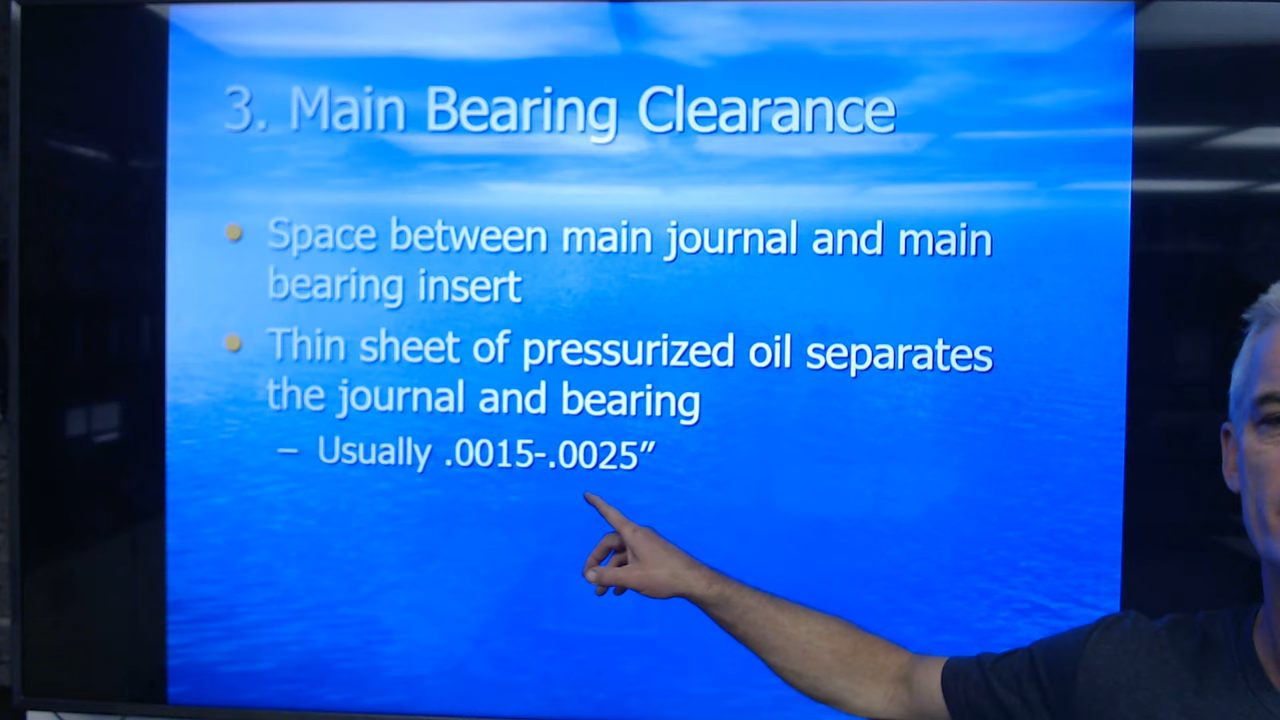 3. Main Bearing Clearance
• Space between main journal and main
bearing insert
• Thin sheet of pressurized oil separates
the journal and bearing
– Usually .0015-.0025”